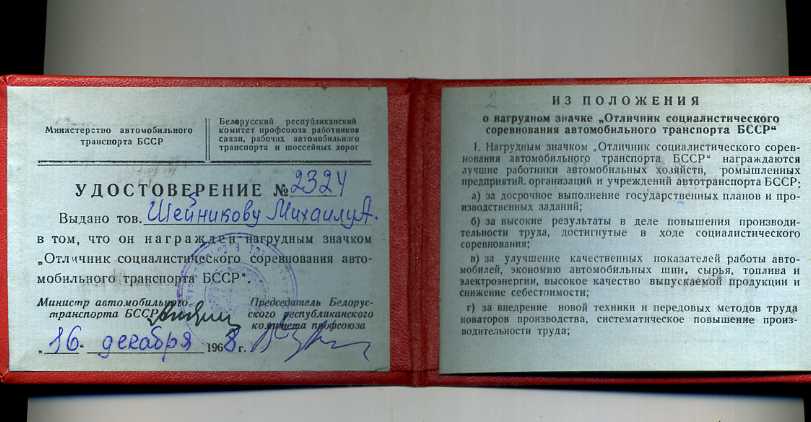 Министерство автомобильного
транспорта БССР
Белорусский республиканский
комитет профсоюза работников
связи, рабочих автомобильного
транспорта и шоссейных дорог
УДОСТОВЕРЕНИЕ № 2324
Выдано тов. Шейникову Михаилу А.
в том, что он награжден нагрудным значком
„Отличник социалистического соревнования авто-
мобильного транспорта БССР“.
Министр автомобильного
транспорта БССР
Председатель Белорус-
ского республиканского
комитета профсоюза
„16“ декабря 1968 г.
2
ИЗ ПОЛОЖЕНИЯ
о нагрудном значке „Отличник социалистического
соревнования автомобильного транспорта БССР“
1. Нагрудным значком „Отличник социалистического сорев-
нования автомобильного транспорта БССР“ награждаются
лучшие работники автомобильных хозяйств, промышленных
предприятий, организаций и учреждений автотранспорта БССР:
а) за досрочное выполнение государственных планов и про-
изводственных заданий;
б) за высокие результаты в деле повышения производи-
тельности труда, достигнутые в ходе социалистического
соревнования;
в) за улучшение качественных показателей работы авто-
мобилей, экономию автомобильных шин, сырья, топлива и
электроэнергии, высокое качество выпускаемой продукции и
снижение себестоимости;
г) за внедрение новой техники и передовых методов труда
новаторов производства, систематическое повышение произ-
водительности труда;